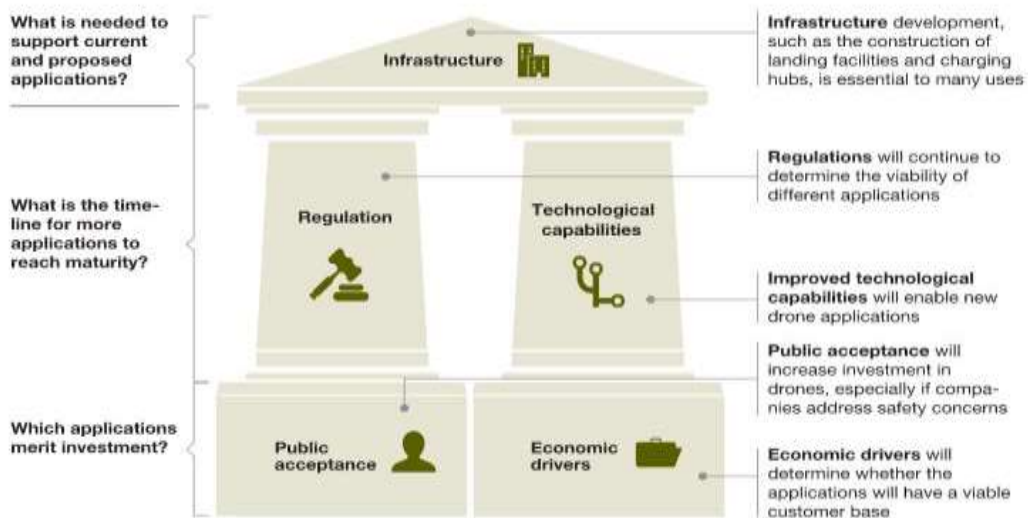 What is needed to
support current
and proposed
applications?
Infrastructure
Infrastructure development,
such as the construction of
landing facilities and charging
hubs, is essential to many uses
What is the time-
line for more
applications to
reach maturity?
Regulation
Technological
capabilities
Regulations will continue to
determine the viability of
different applications
Improved technological
capabilities will enable new
drone applications
Which applications
merit investment?
Public
acceptance
Economic
drivers
Public acceptance will
increase investment in
drones, especially if compa-
nies address safety concerns
Economic drivers will
determine whether the
applications will have a viable
customer base